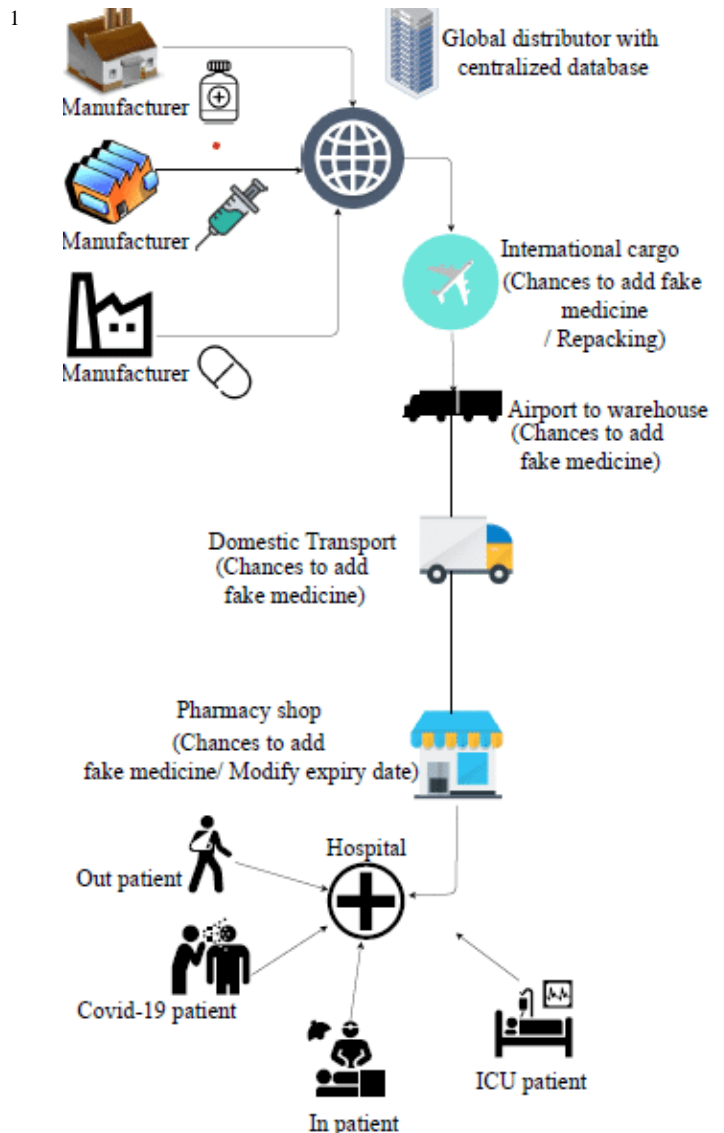 1
Global distributor with
centralized database
Manufacturer
Manufacturer
Manufacturer
International cargo
(Chances to add fake
medicine
/ Repacking)
Airport to warehouse
(Chances to add
fake medicine)
Domestic Transport
(Chances to add
fake medicine)
Pharmacy shop
(Chances to add
fake medicine/ Modify expiry date)
Hospital
Out patient
Covid-19 patient
ICU patient
In patient